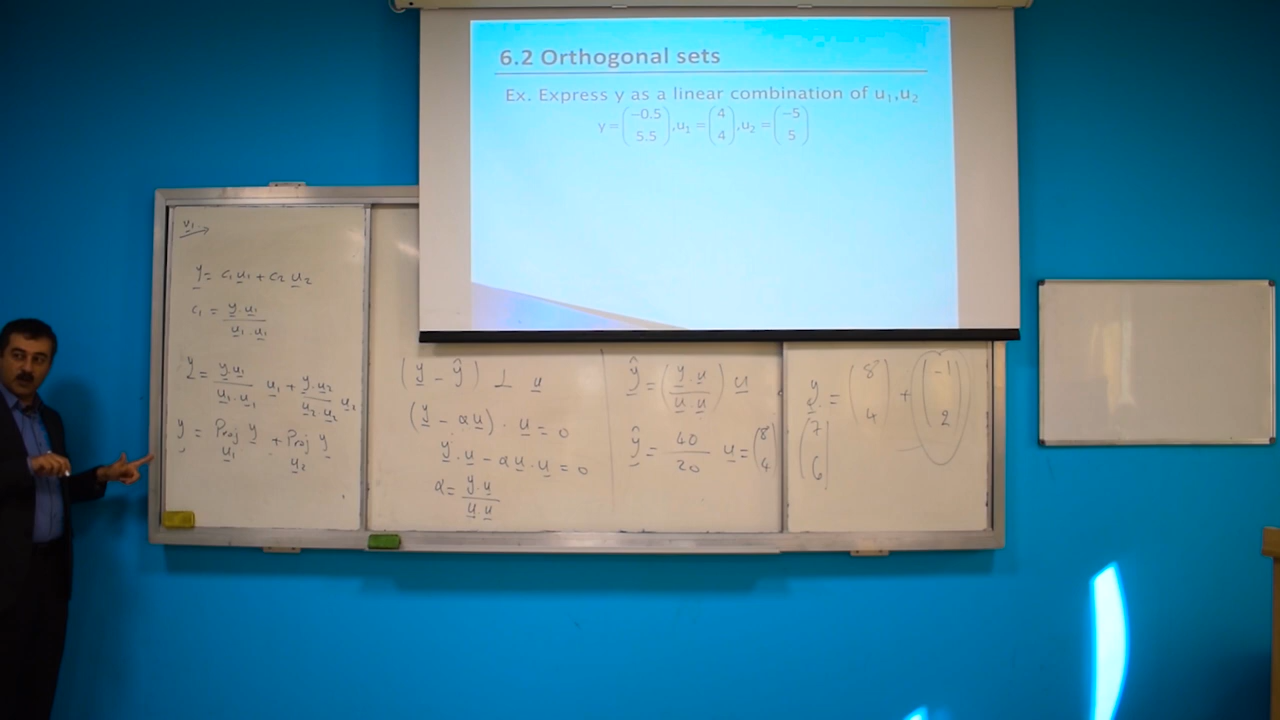 6.2 Orthogonal sets
Ex. Express y as a linear combination of u₁,u₂
y = (−0.5 5.5), u₁ = (4 4), u₂ = (−5 5)
v₁.
y = c₁ u₁ + c₂ u₂
c₁ = y.u₁ / u₁.u₁
y = y.u₁ / u₁.u₁ u₁ + y.u₂ / u₂.u₂ u₂
y = Proj y u₁ + Proj y u₂
(y − ŷ) ⊥ u
(y − αu) . u = 0
y.u − αu.u = 0
α = y.u / u.u
ŷ = (y.u / u.u) u
ŷ = 40 / 20 u = (8 4)
y = (8 4) + (−1 2)
(7 6)